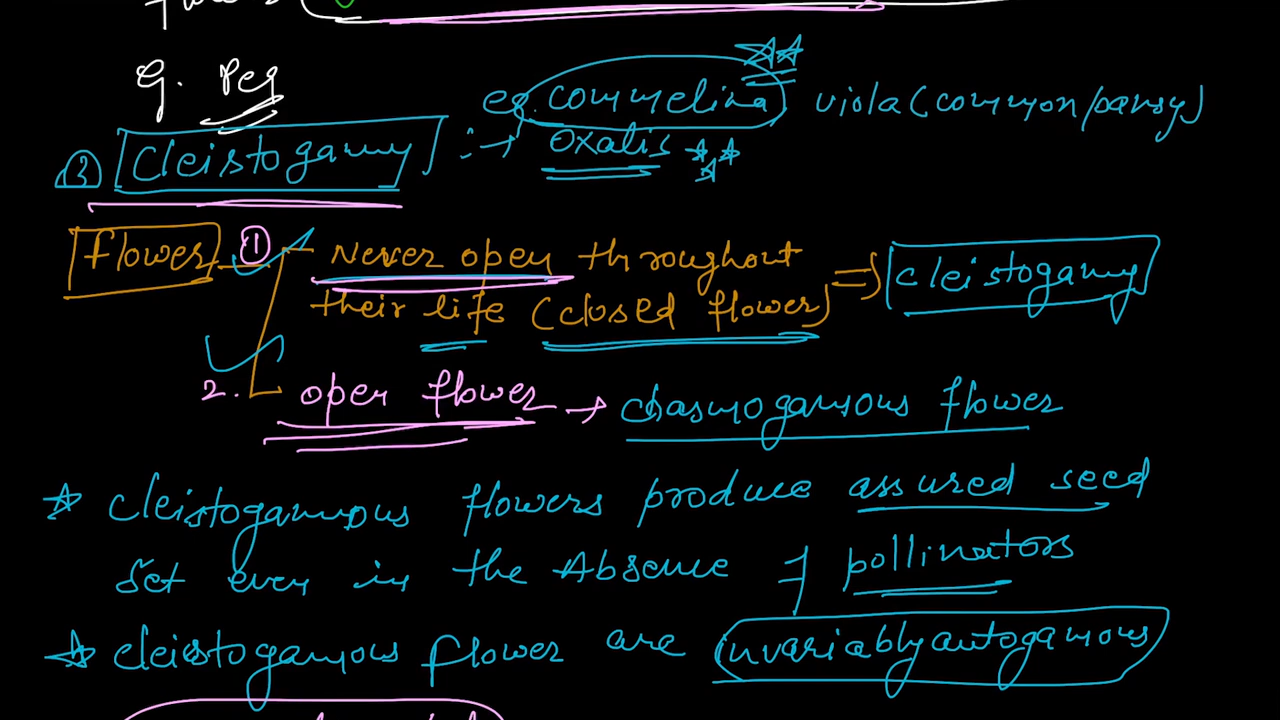 eg. Pea
eg. commelina viola (common/pansy)
③ Cleistogamy :→ oxalis
Flower ① Never open throughout
their life (closed flower) => cleistogamy
2. open flower → chasmogamous flower
☆ cleistogamous flowers produce assured seed
set even in the Absence of pollinators
☆ cleistogamous flower are invariably autogamous